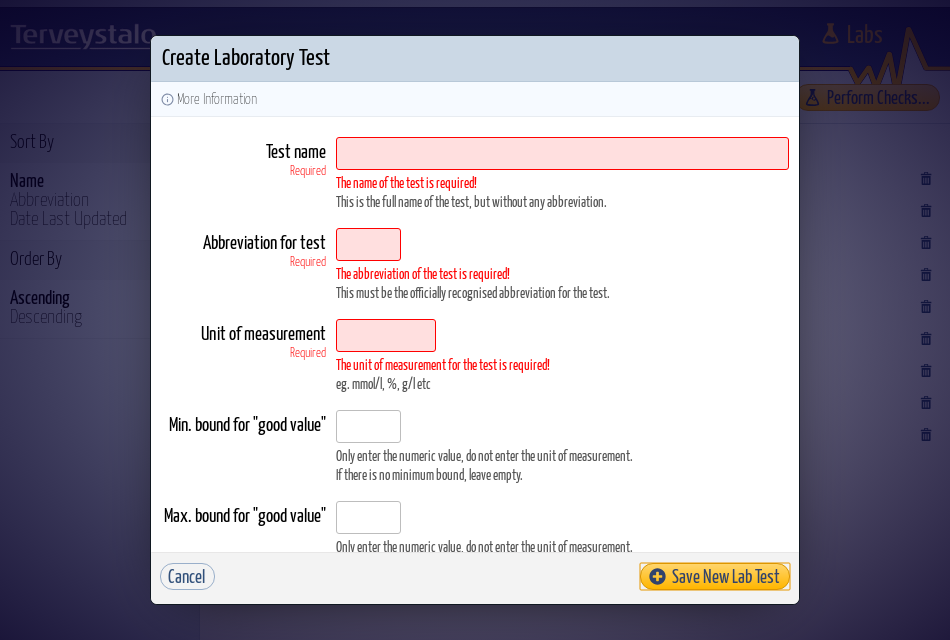 Terveystalo
Labs
Perform Checks...
Sort By
Name
Abbreviation
Date Last Updated
Order By
Ascending
Descending
Create Laboratory Test
More Information
Test name
Required
The name of the test is required!
This is the full name of the test, but without any abbreviation.
Abbreviation for test
Required
The abbreviation of the test is required!
This must be the officially recognised abbreviation for the test.
Unit of measurement
Required
The unit of measurement for the test is required!
eg. mmol/l, %, g/l etc
Min. bound for "good value"
Only enter the numeric value, do not enter the unit of measurement.
If there is no minimum bound, leave empty.
Max. bound for "good value"
Only enter the numeric value, do not enter the unit of measurement.
Cancel
Save New Lab Test